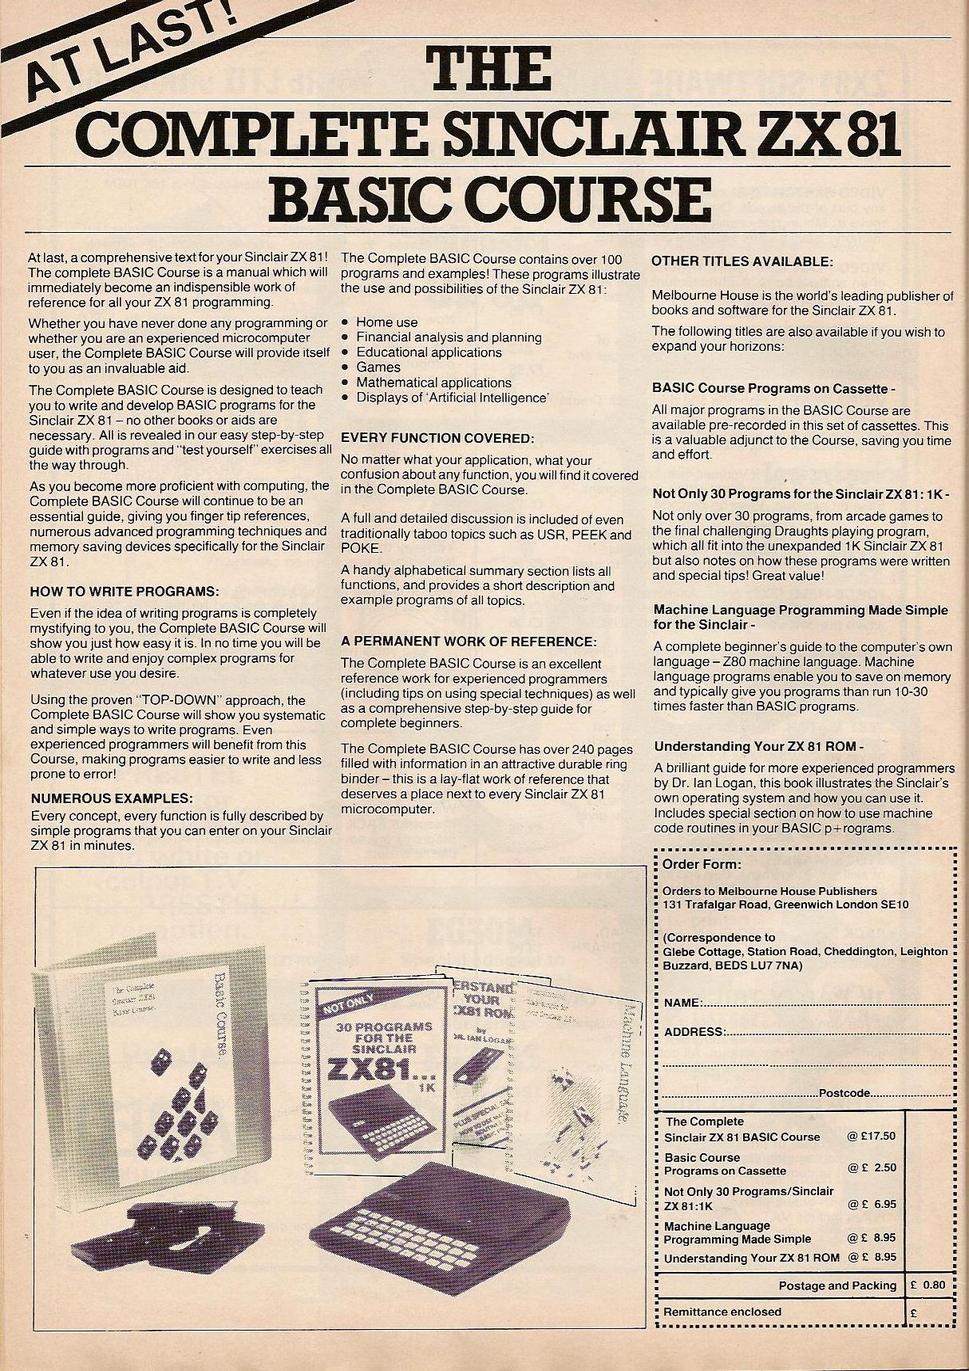 AT LAST!
THE
COMPLETE SINCLAIR ZX 81
BASIC COURSE
At last, a comprehensive text for your Sinclair ZX 81!
The complete BASIC Course is a manual which will
immediately become an indispensible work of
reference for all your ZX 81 programming.
Whether you have never done any programming or
whether you are an experienced microcomputer
user, the Complete BASIC Course will provide itself
to you as an invaluable aid.
The Complete BASIC Course is designed to teach
you to write and develop BASIC programs for the
Sinclair ZX 81 – no other books or aids are
necessary. All is revealed in our easy step-by-step
guide with programs and "test yourself" exercises all
the way through.
As you become more proficient with computing, the
Complete BASIC Course will continue to be an
essential guide, giving you finger tip references,
numerous advanced programming techniques and
memory saving devices specifically for the Sinclair
ZX 81.
HOW TO WRITE PROGRAMS:
Even if the idea of writing programs is completely
mystifying to you, the Complete BASIC Course will
show you just how easy it is. In no time you will be
able to write and enjoy complex programs for
whatever use you desire.
Using the proven "TOP-DOWN" approach, the
Complete BASIC Course will show you systematic
and simple ways to write programs. Even
experienced programmers will benefit from this
Course, making programs easier to write and less
prone to error!
NUMEROUS EXAMPLES:
Every concept, every function is fully described by
simple programs that you can enter on your Sinclair
ZX 81 in minutes.
The Complete BASIC Course contains over 100
programs and examples! These programs illustrate
the use and possibilities of the Sinclair ZX 81:
• Home use
• Financial analysis and planning
• Educational applications
• Games
• Mathematical applications
• Displays of 'Artificial Intelligence'
EVERY FUNCTION COVERED:
No matter what your application, what your
confusion about any function, you will find it covered
in the Complete BASIC Course.
A full and detailed discussion is included of even
traditionally taboo topics such as USR, PEEK and
POKE.
A handy alphabetical summary section lists all
functions, and provides a short description and
example programs of all topics.
A PERMANENT WORK OF REFERENCE:
The Complete BASIC Course is an excellent
reference work for experienced programmers
(including tips on using special techniques) as well
as a comprehensive step-by-step guide for
complete beginners.
The Complete BASIC Course has over 240 pages
filled with information in an attractive durable ring
binder – this is a lay-flat work of reference that
deserves a place next to every Sinclair ZX 81
microcomputer.
OTHER TITLES AVAILABLE:
Melbourne House is the world's leading publisher of
books and software for the Sinclair ZX 81.
The following titles are also available if you wish to
expand your horizons:
BASIC Course Programs on Cassette -
All major programs in the BASIC Course are
available pre-recorded in this set of cassettes. This
is a valuable adjunct to the Course, saving you time
and effort.
Not Only 30 Programs for the Sinclair ZX 81: 1K -
Not only over 30 programs, from arcade games to
the final challenging Draughts playing program,
which all fit into the unexpanded 1K Sinclair ZX 81
but also notes on how these programs were written
and special tips! Great value!
Machine Language Programming Made Simple
for the Sinclair -
A complete beginner's guide to the computer's own
language – Z80 machine language. Machine
language programs enable you to save on memory
and typically give you programs than run 10-30
times faster than BASIC programs.
Understanding Your ZX 81 ROM -
A brilliant guide for more experienced programmers
by Dr. Ian Logan, this book illustrates the Sinclair's
own operating system and how you can use it.
Includes special section on how to use machine
code routines in your BASIC p+rograms.
The Complete
Sinclair ZX81
Basic Course.
Basic Course.
NOT ONLY
30 PROGRAMS
FOR THE
SINCLAIR
ZX81...
1K
ERSTAND
YOUR
ZX81 ROM
by
DR. IAN LOGAN
PLUS SPECIAL
Machine Language
Order Form:
Orders to Melbourne House Publishers
131 Trafalgar Road, Greenwich London SE10
(Correspondence to
Glebe Cottage, Station Road, Cheddington, Leighton
Buzzard, BEDS LU7 7NA)
NAME:
ADDRESS:
Postcode
The Complete
Sinclair ZX 81 BASIC Course @ £17.50
Basic Course
Programs on Cassette @ £ 2.50
Not Only 30 Programs/Sinclair
ZX 81:1K @ £ 6.95
Machine Language
Programming Made Simple @ £ 8.95
Understanding Your ZX 81 ROM @ £ 8.95
Postage and Packing £ 0.80
Remittance enclosed £